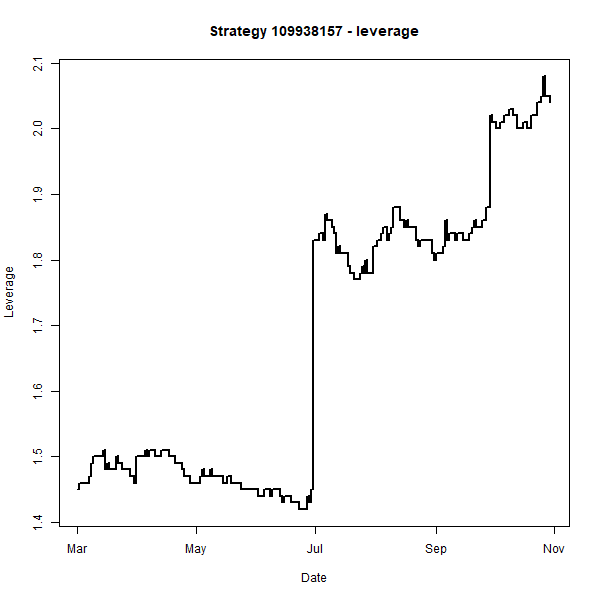 Strategy 109938157 - leverage
Leverage
2.1
2.0
1.9
1.8
1.7
1.6
1.5
1.4
Mar
May
Jul
Sep
Nov
Date